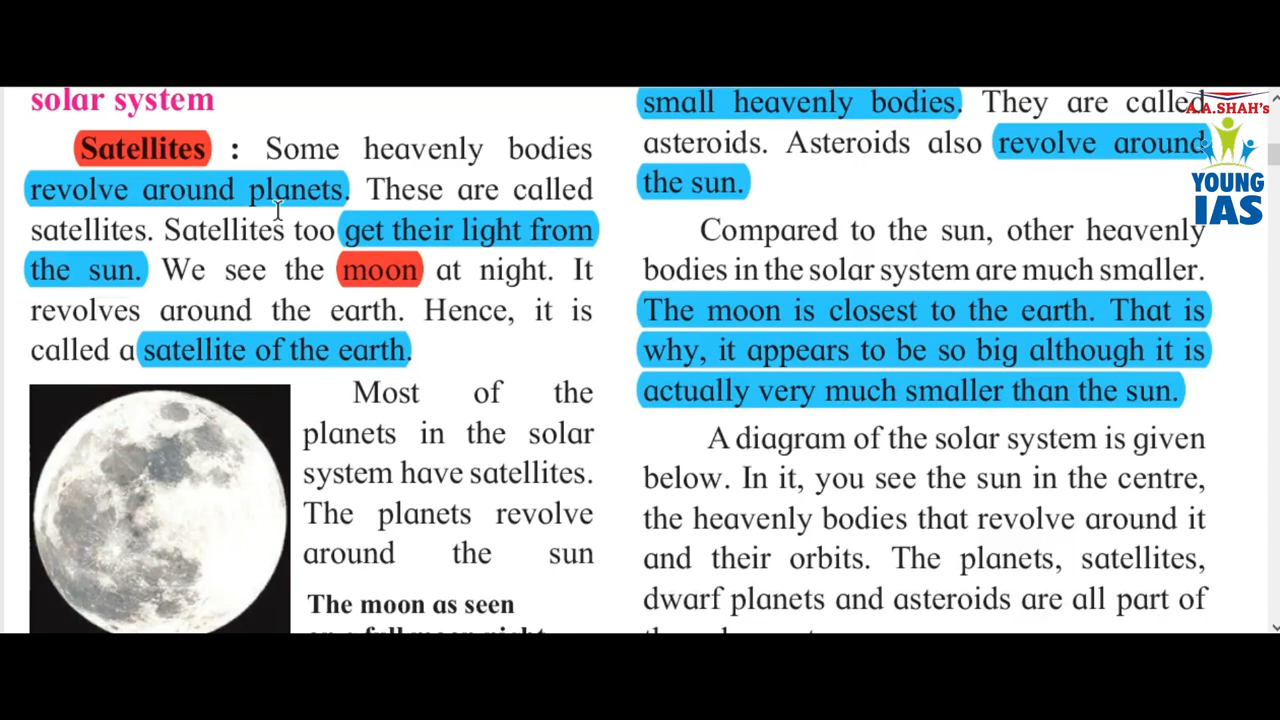 solar system
Satellites : Some heavenly bodies
revolve around planets. These are called
satellites. Satellites too get their light from
the sun. We see the moon at night. It
revolves around the earth. Hence, it is
called a satellite of the earth.
Most of the
planets in the solar
system have satellites.
The planets revolve
around the sun
The moon as seen
on a full moon night
small heavenly bodies. They are called
asteroids. Asteroids also revolve around
the sun.
Compared to the sun, other heavenly
bodies in the solar system are much smaller.
The moon is closest to the earth. That is
why, it appears to be so big although it is
actually very much smaller than the sun.
A diagram of the solar system is given
below. In it, you see the sun in the centre,
the heavenly bodies that revolve around it
and their orbits. The planets, satellites,
dwarf planets and asteroids are all part of
A.A.SHAH's
YOUNG
IAS